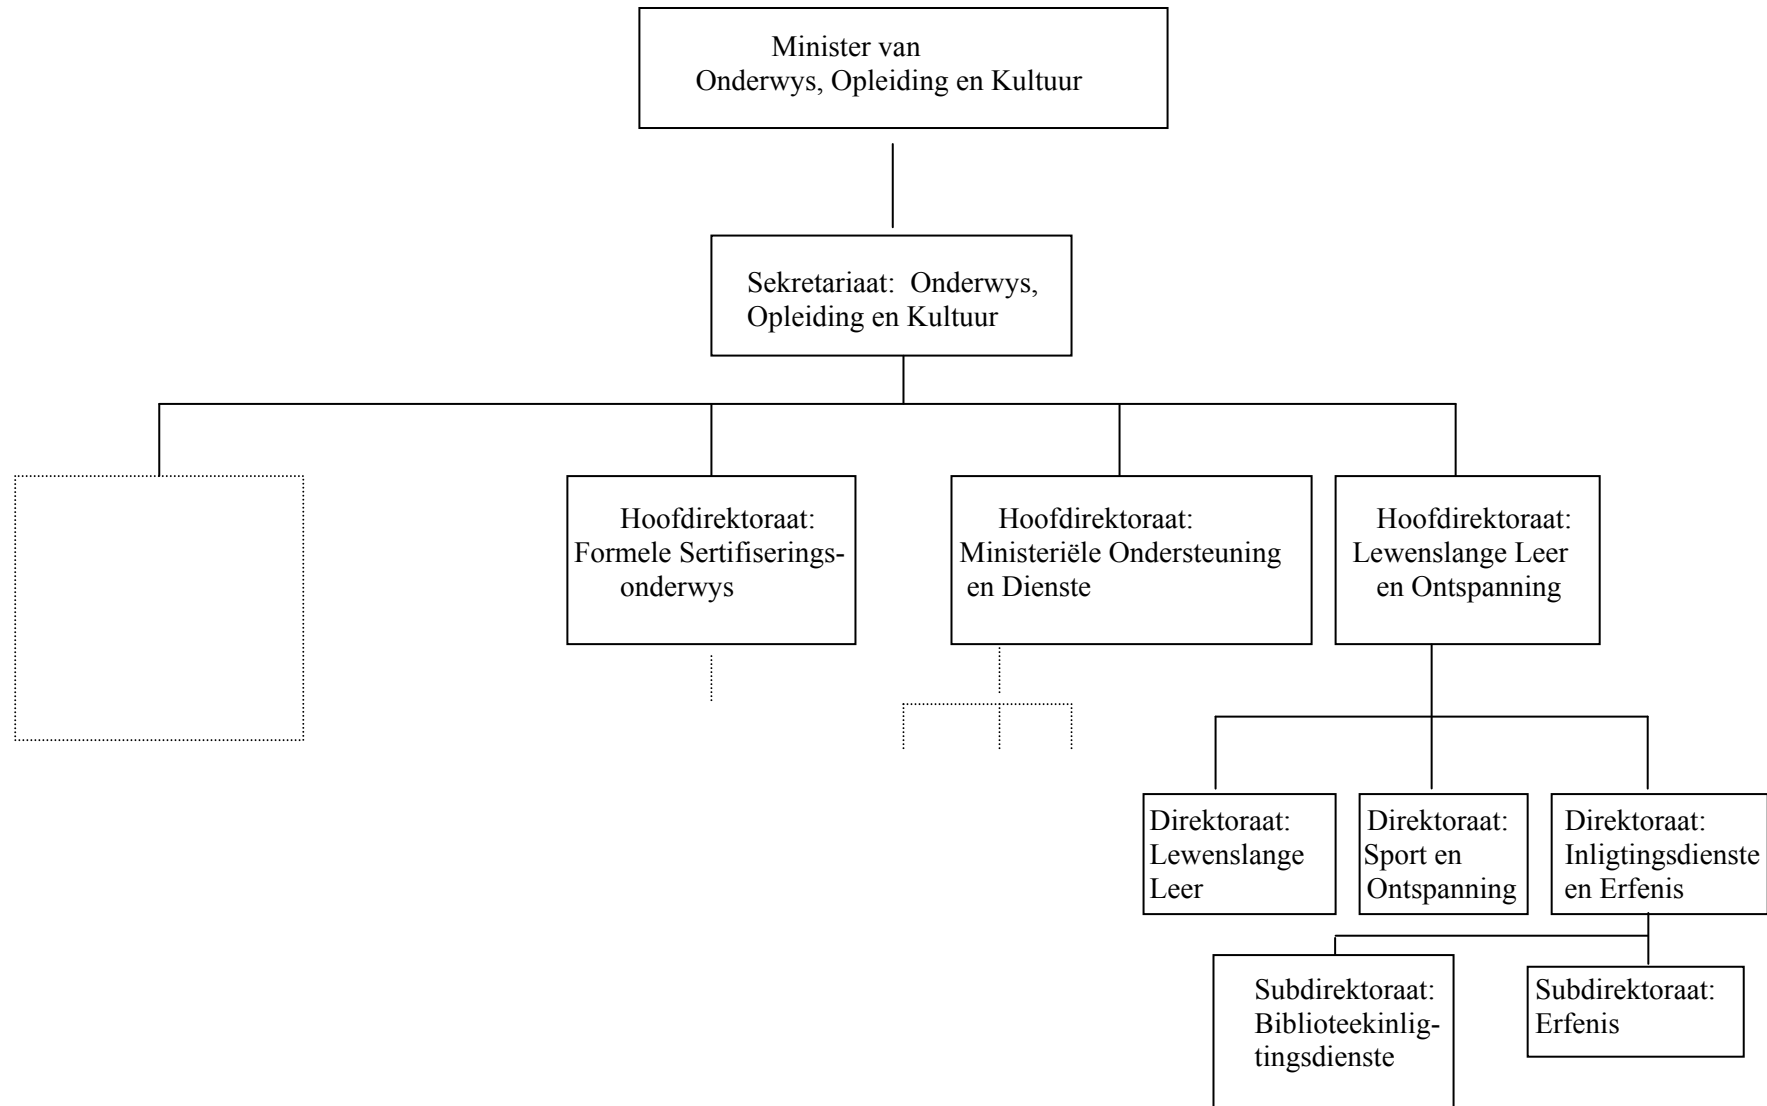 Minister van
Onderwys, Opleiding en Kultuur
Sekretariaat: Onderwys,
Opleiding en Kultuur
Hoofdirektoraat:
Formele Sertifiserings-
onderwys
Hoofdirektoraat:
Ministeriële Ondersteuning
en Dienste
Hoofdirektoraat:
Lewenslange Leer
en Ontspanning
Direktoraat:
Lewenslange
Leer
Direktoraat:
Sport en
Ontspanning
Direktoraat:
Inligtingsdienste
en Erfenis
Subdirektoraat:
Biblioteekinlig-
tingsdienste
Subdirektoraat:
Erfenis